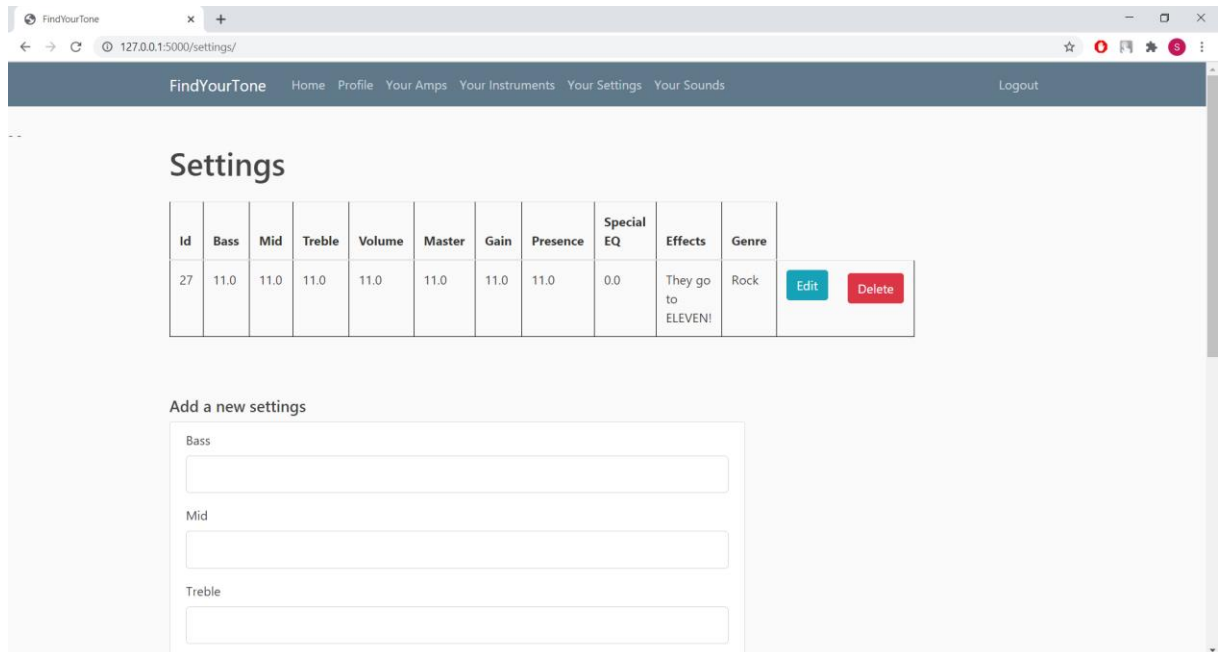 FindYourTone
127.0.0.1:5000/settings/
S
FindYourTone Home Profile Your Amps Your Instruments Your Settings Your Sounds Logout
- -
Settings
Id Bass Mid Treble Volume Master Gain Presence Special EQ Effects Genre
27 11.0 11.0 11.0 11.0 11.0 11.0 11.0 0.0 They go to ELEVEN! Rock Edit Delete
Add a new settings
Bass
Mid
Treble